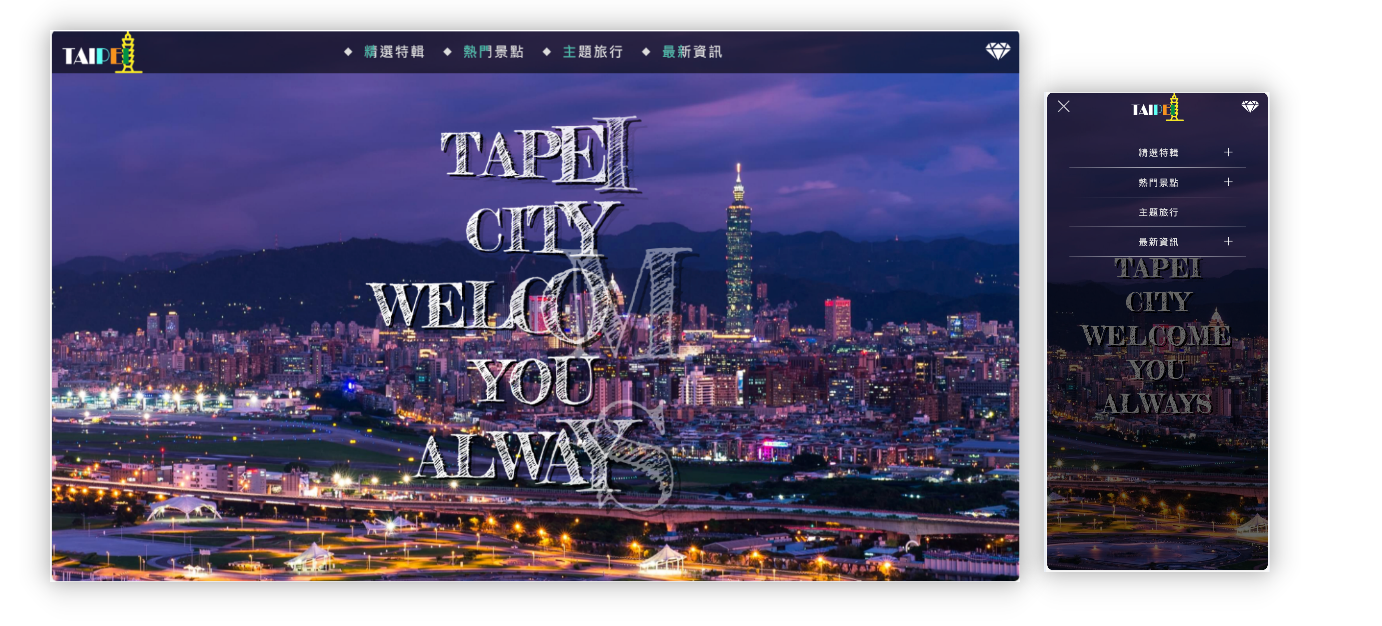 TAIPEI
精選特輯
熱門景點
主題旅行
最新資訊
TAPEI
CITY
WELCOM
YOU
ALWAYS
TAIPEI
精選特輯
熱門景點
主題旅行
最新資訊
TAPEI
CITY
WELCOME
YOU
ALWAYS